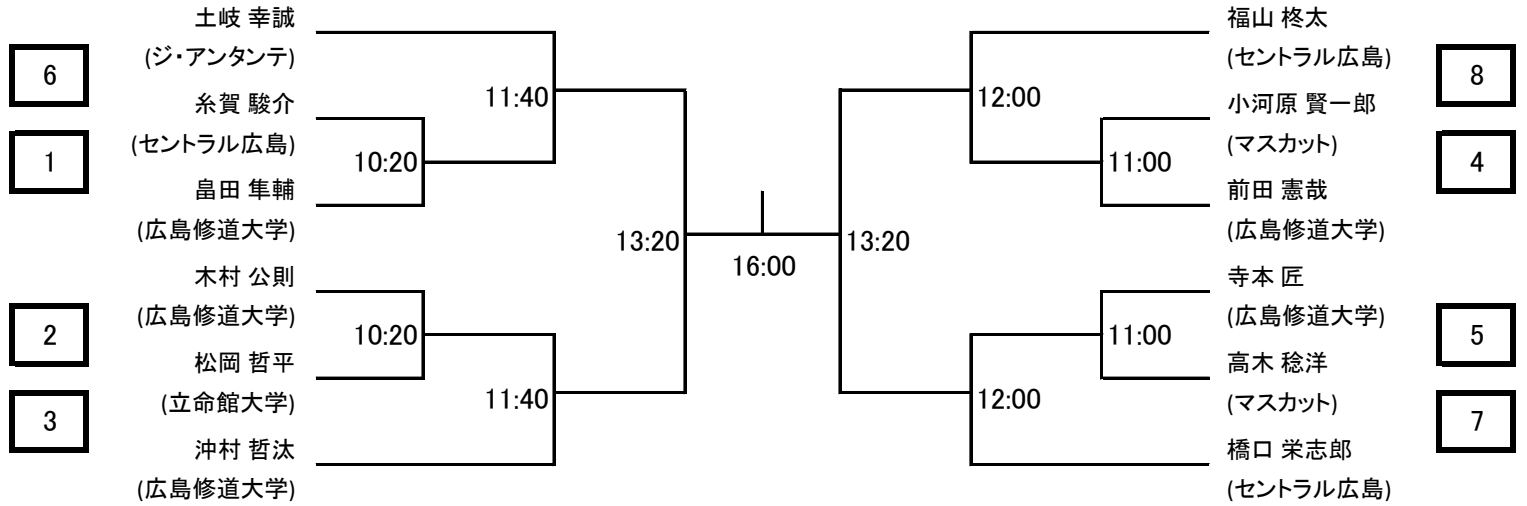 土岐 幸誠
(ジ・アンタンテ)
6
11:40
糸賀 駿介
(セントラル広島)
1
10:20
畠田 隼輔
(広島修道大学)
13:20
木村 公則
(広島修道大学)
2
10:20
松岡 哲平
(立命館大学)
3
11:40
沖村 哲汰
(広島修道大学)
16:00
福山 柊太
(セントラル広島)
8
12:00
小河原 賢一郎
(マスカット)
4
11:00
前田 憲哉
(広島修道大学)
13:20
寺本 匠
(広島修道大学)
5
11:00
高木 稔洋
(マスカット)
7
12:00
橋口 栄志郎
(セントラル広島)